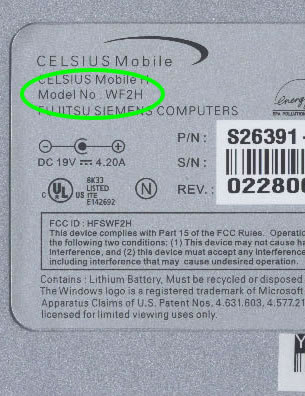 CELSIUS Mobile
CELSIUS Mobile H
Model No : WF2H
FUJITSU SIEMENS COMPUTERS
energy
EPA POLLUTION
P/N : S26391-
DC 19V 4.20A
S/N :
UL US
8K33
LISTED
ITE
E142692
N
REV. : 022800
FCC ID : HFSWF2H
This device complies with Part 15 of the FCC Rules. Operation
the following two conditions: (1) This device may not cause ha
interference, and (2) this device must accept any interference
including interference that may cause undesired operation.
Contains : Lithium Battery, Must be recycled or disposed
The Windows logo is a registered trademark of Microsoft
Apparatus Claims of U.S. Patent Nos. 4.631.603, 4.577.21
licensed for limited viewing uses only.
Y
N